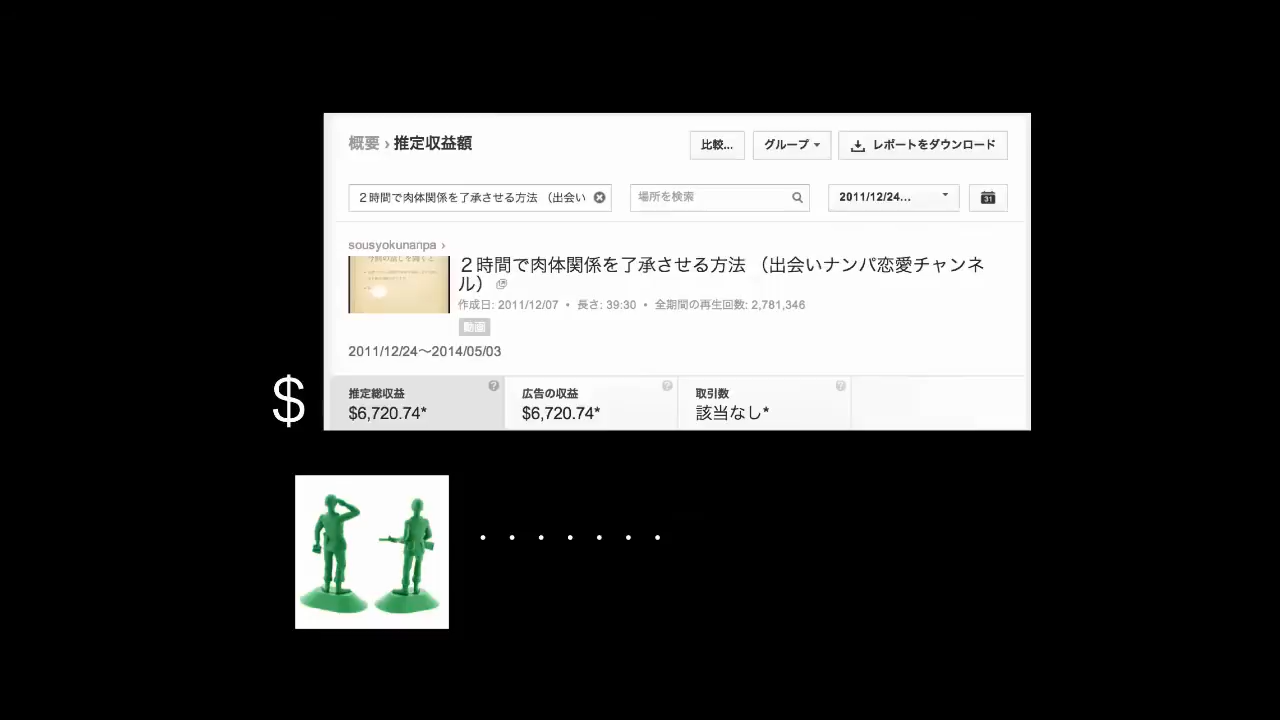 概要 › 推定収益額
比較... グループ レポートをダウンロード
２時間で肉体関係を了承させる方法 （出会い 場所を検索 2011/12/24... 31
sousyokunanpa ›
２時間で肉体関係を了承させる方法 （出会いナンパ恋愛チャンネ
ル）
作成日: 2011/12/07 • 長さ: 39:30 • 全期間の再生回数: 2,781,346
動画
2011/12/24～2014/05/03
推定総収益 ? 広告の収益 ? 取引数 ?
$ $6,720.74* $6,720.74* 該当なし*
· · · · · · ·